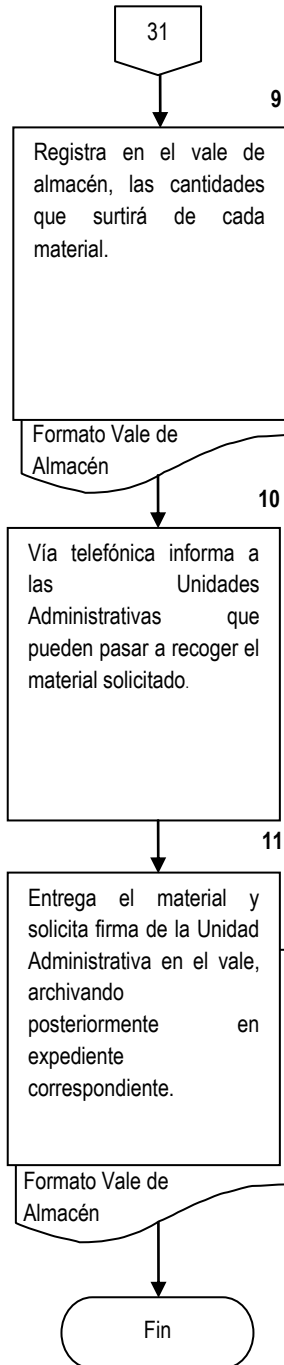 31
9
Registra en el vale de
almacén, las cantidades
que surtirá de cada
material.
Formato Vale de
Almacén
10
Vía telefónica informa a
las Unidades
Administrativas que
pueden pasar a recoger el
material solicitado.
11
Entrega el material y
solicita firma de la Unidad
Administrativa en el vale,
archivando
posteriormente en
expediente
correspondiente.
Formato Vale de
Almacén
Fin